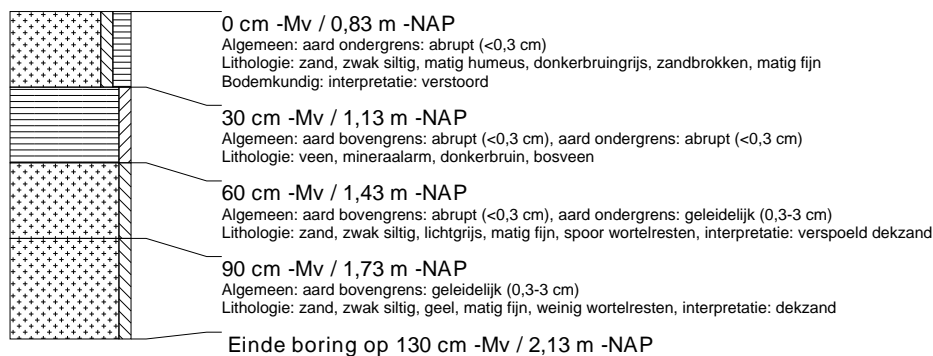 0 cm -Mv / 0,83 m -NAP
Algemeen: aard ondergrens: abrupt (<0,3 cm)
Lithologie: zand, zwak siltig, matig humeus, donkerbruingrijs, zandbrokken, matig fijn
Bodemkundig: interpretatie: verstoord
30 cm -Mv / 1,13 m -NAP
Algemeen: aard bovengrens: abrupt (<0,3 cm), aard ondergrens: abrupt (<0,3 cm)
Lithologie: veen, mineraalarm, donkerbruin, bosveen
60 cm -Mv / 1,43 m -NAP
Algemeen: aard bovengrens: abrupt (<0,3 cm), aard ondergrens: geleidelijk (0,3-3 cm)
Lithologie: zand, zwak siltig, lichtgrijs, matig fijn, spoor wortelresten, interpretatie: verspoeld dekzand
90 cm -Mv / 1,73 m -NAP
Algemeen: aard bovengrens: geleidelijk (0,3-3 cm)
Lithologie: zand, zwak siltig, geel, matig fijn, weinig wortelresten, interpretatie: dekzand
Einde boring op 130 cm -Mv / 2,13 m -NAP